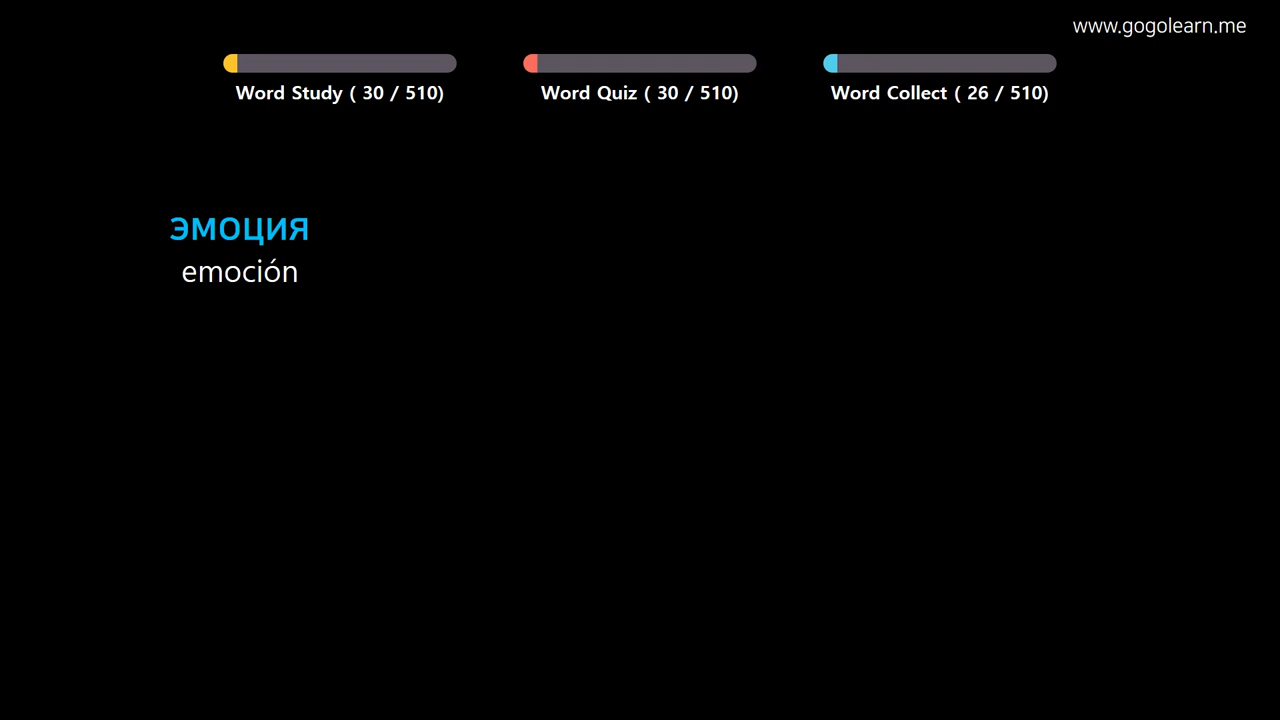 www.gogolearn.me
Word Study ( 30 / 510)
Word Quiz ( 30 / 510)
Word Collect ( 26 / 510)
эмоция
emoción